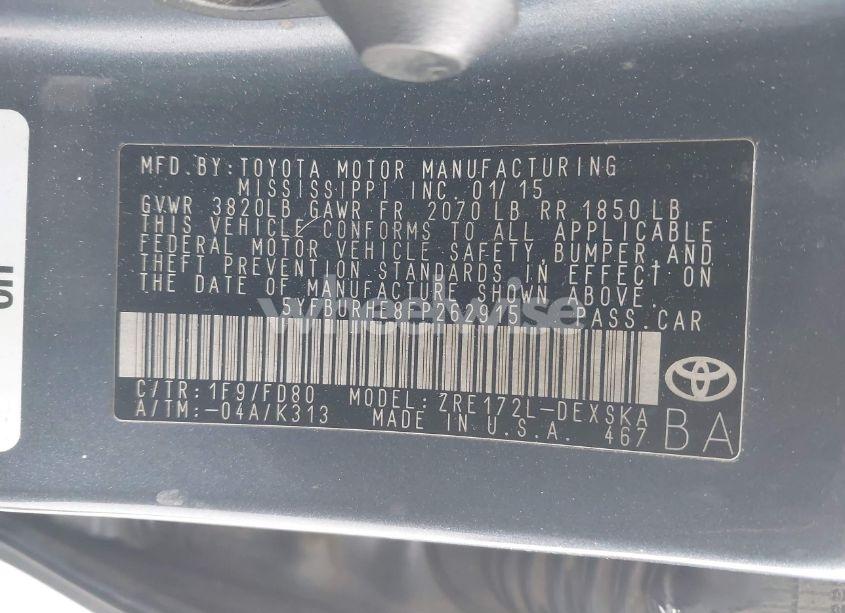 MFD. BY: TOYOTA MOTOR MANUFACTURING
MISSISSIPPI INC. 01/15
GVWR 3820LB GAWR FR 2070 LB RR 1850 LB
THIS VEHICLE CONFORMS TO ALL APPLICABLE
FEDERAL MOTOR VEHICLE SAFETY, BUMPER, AND
THEFT PREVENTION STANDARDS IN EFFECT ON
THE DATE OF MANUFACTURE SHOWN ABOVE.
5YFBURHE8FP262915 PASS. CAR
wheelwise
C/TR: 1F9/FD80 MODEL: ZRE172L-DEXSKA
A/TM: -04A/K313 MADE IN U.S.A. 467
BA